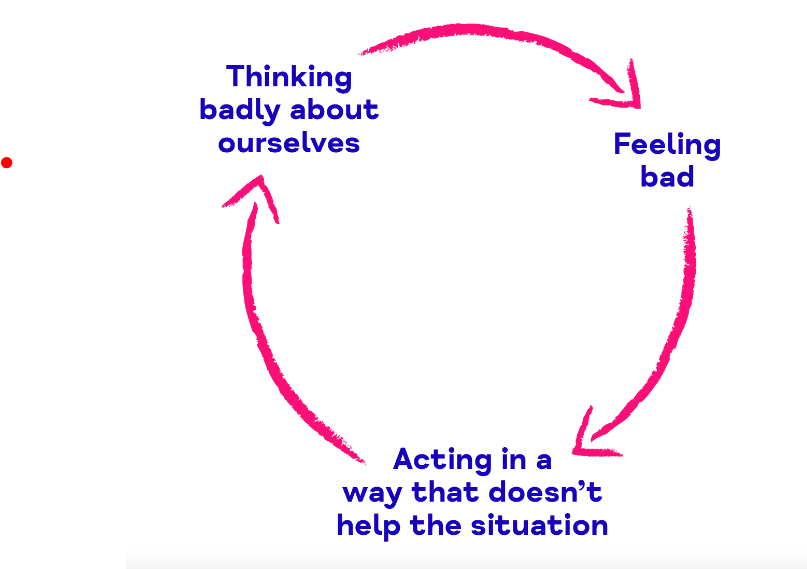 Thinking
badly about
ourselves
Feeling
bad
Acting in a
way that doesn’t
help the situation